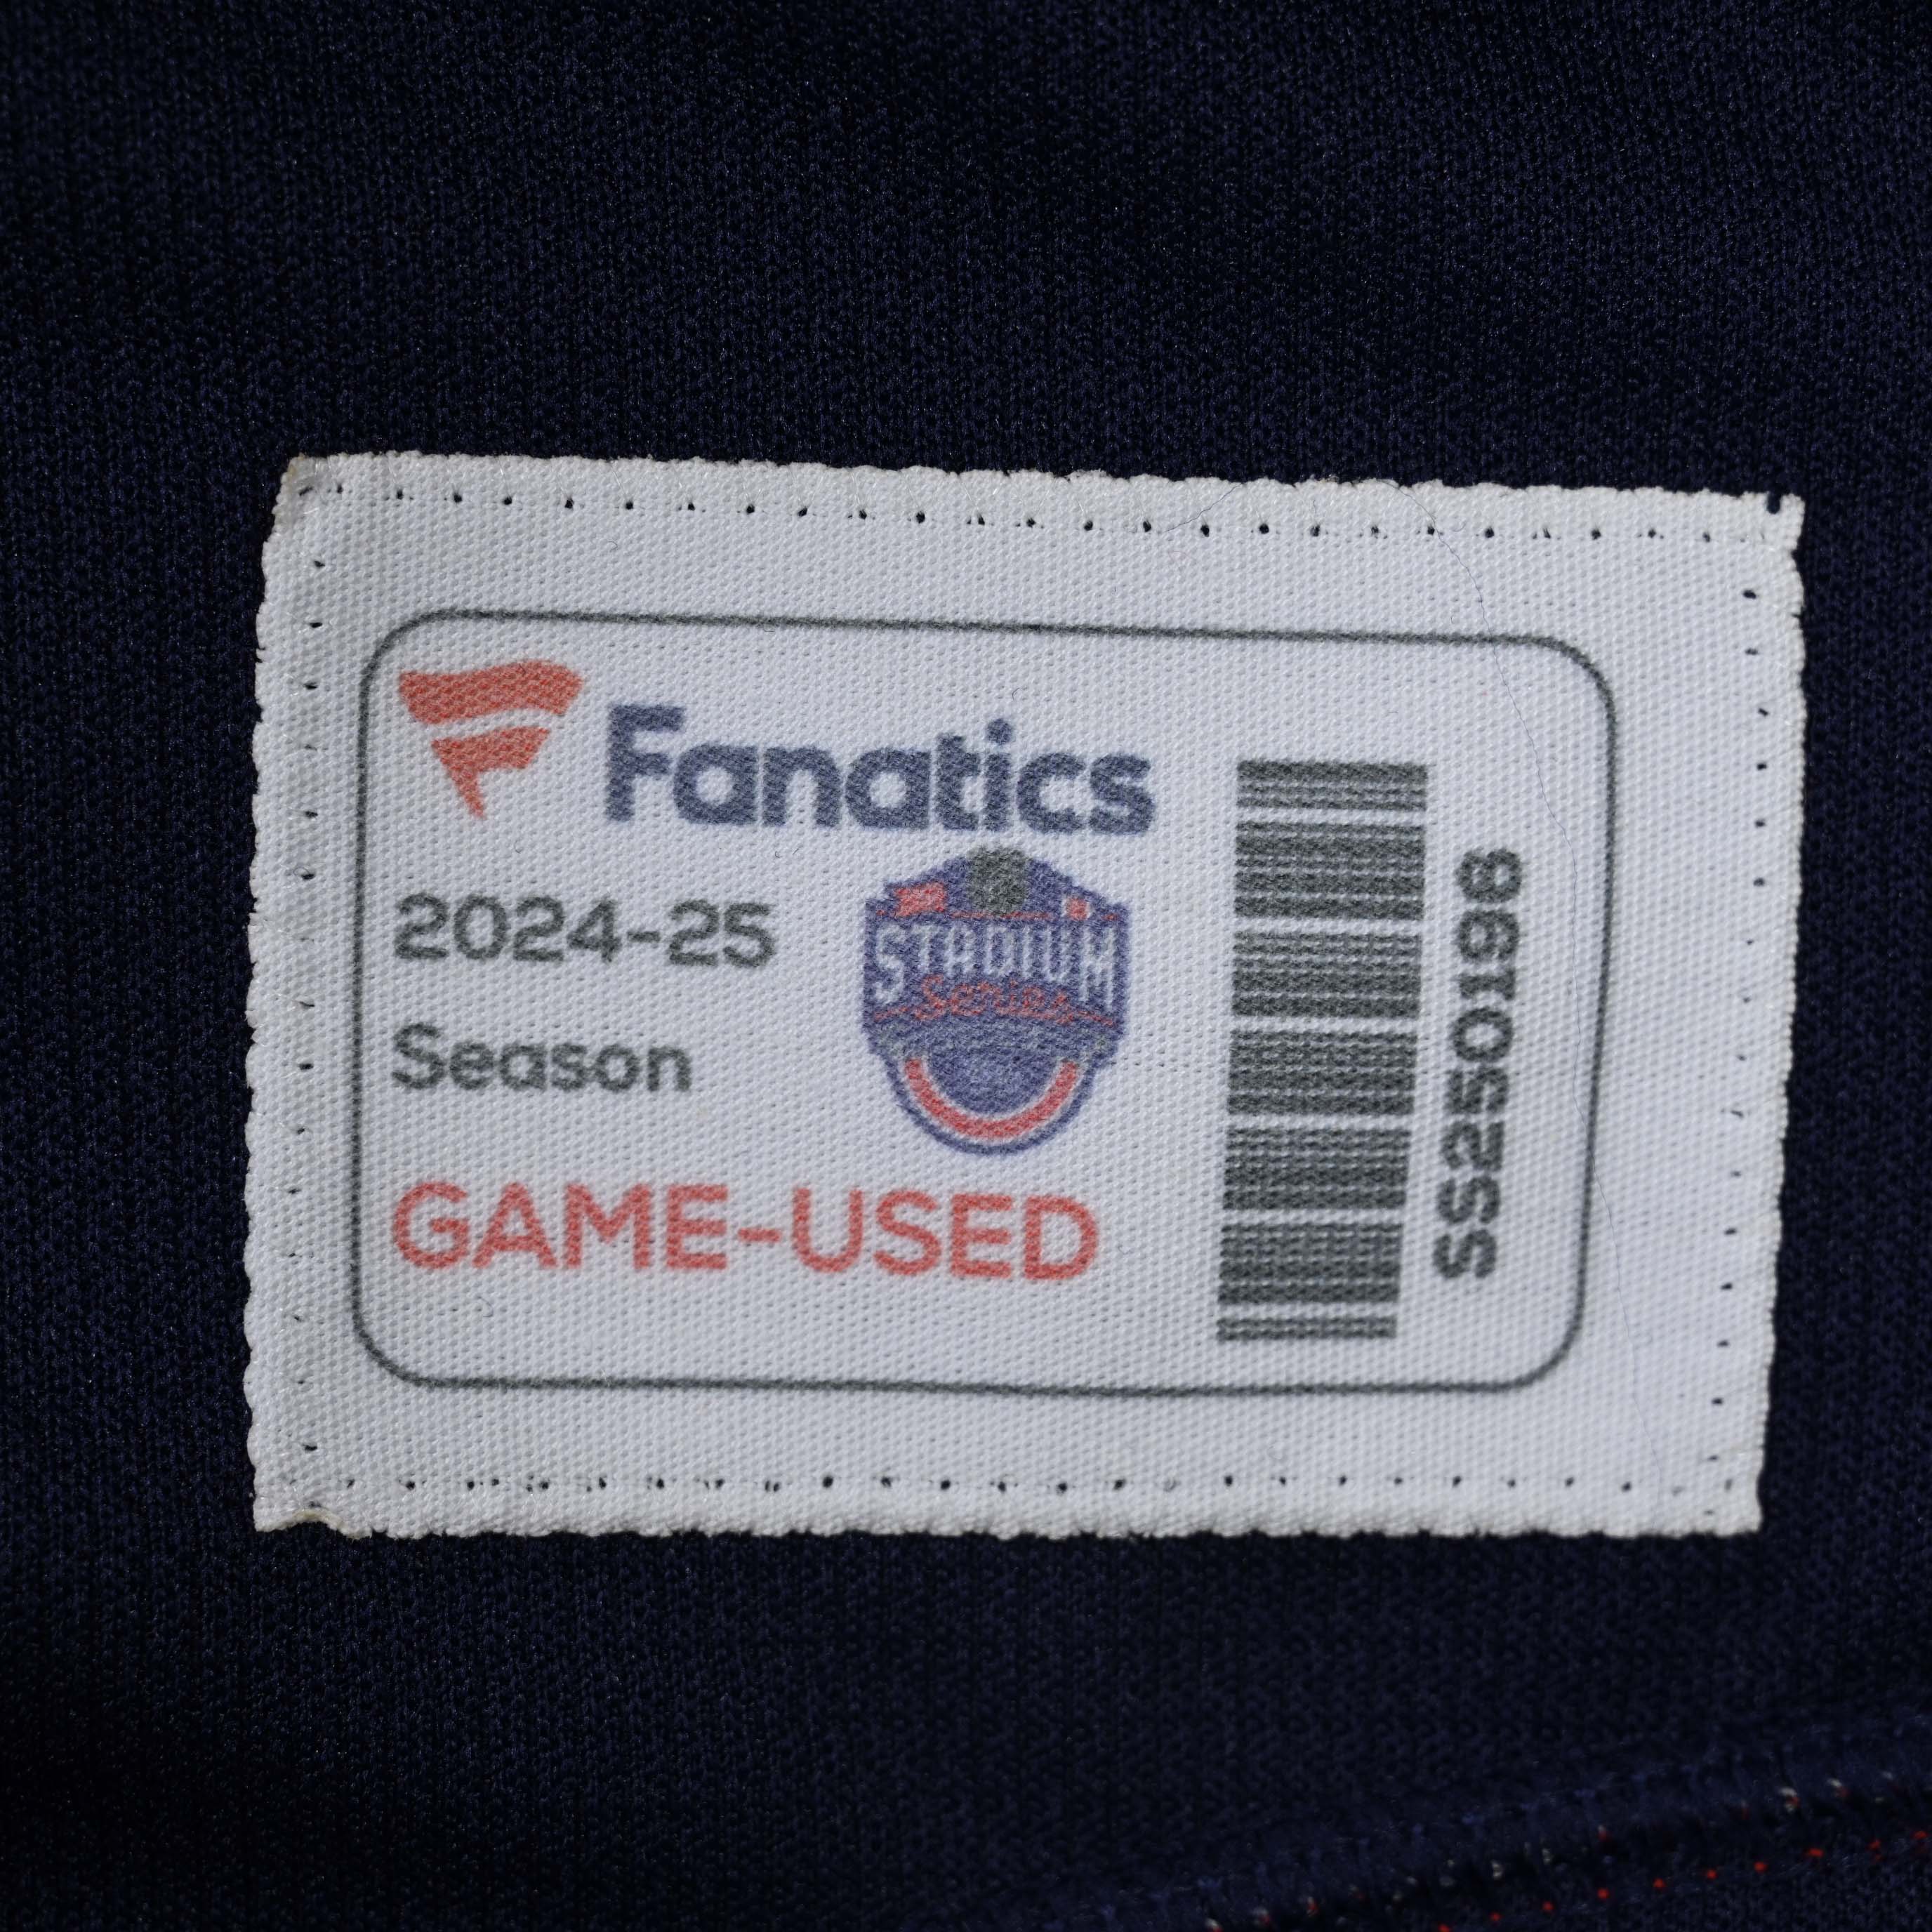 Fanatics
2024-25
Season
STADIUM
Series
GAME-USED
SS250196